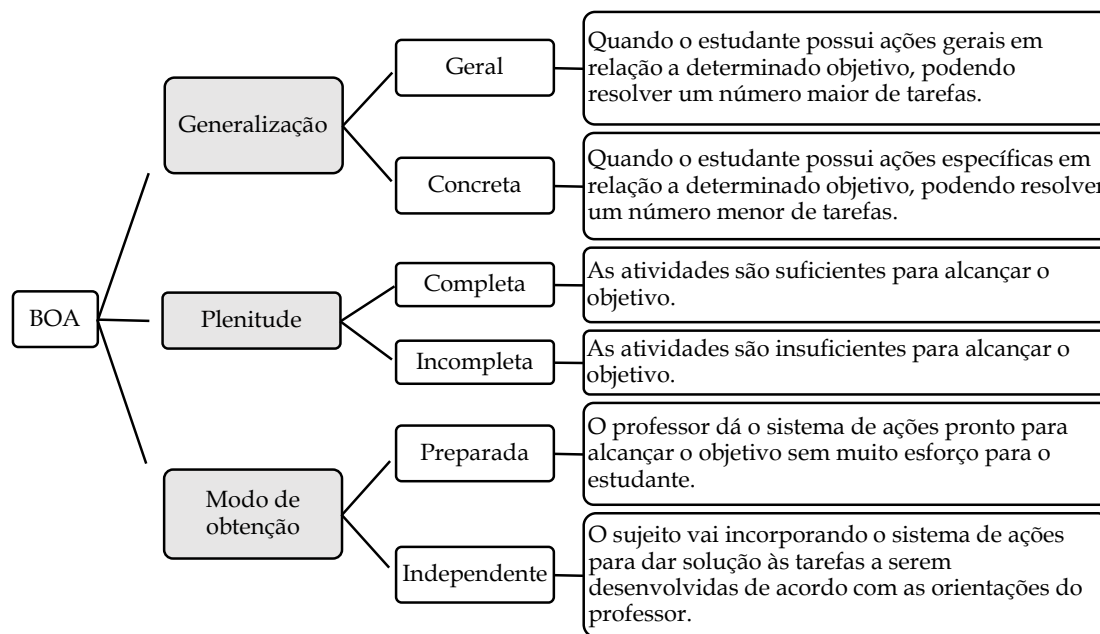 BOA
Generalização
Geral
Quando o estudante possui ações gerais em
relação a determinado objetivo, podendo
resolver um número maior de tarefas.
Concreta
Quando o estudante possui ações específicas em
relação a determinado objetivo, podendo resolver
um número menor de tarefas.
Plenitude
Completa
As atividades são suficientes para alcançar o
objetivo.
Incompleta
As atividades são insuficientes para alcançar o
objetivo.
Modo de
obtenção
Preparada
O professor dá o sistema de ações pronto para
alcançar o objetivo sem muito esforço para o
estudante.
Independente
O sujeito vai incorporando o sistema de ações
para dar solução às tarefas a serem
desenvolvidas de acordo com as orientações do
professor.